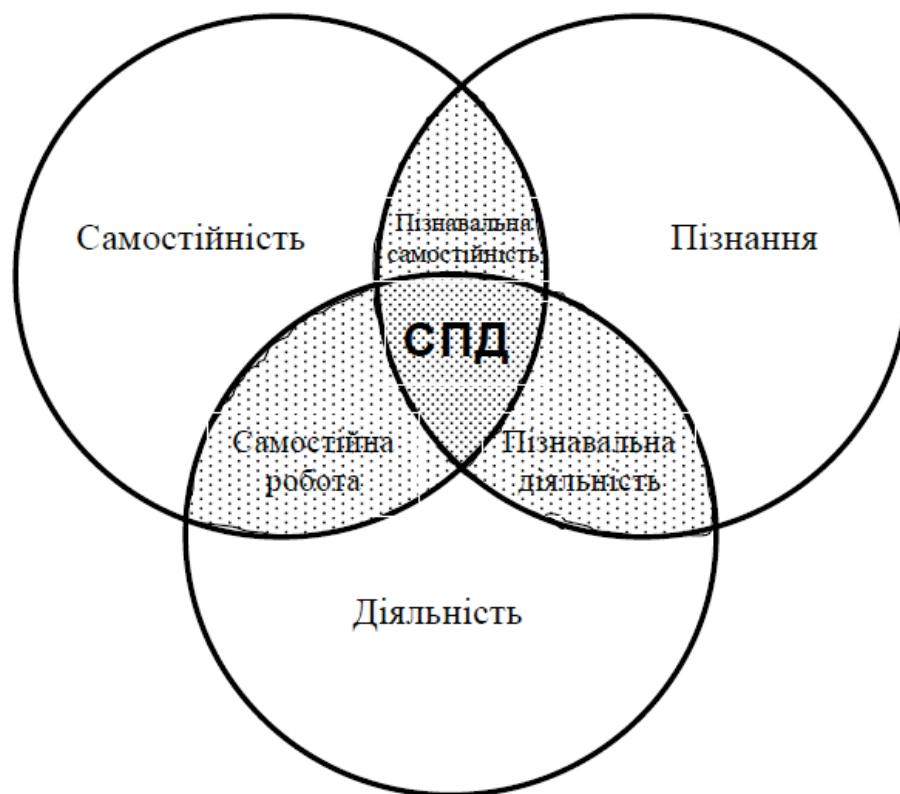 Самостійність
Пізнавальна
самостійність
Пізнання
СПД
Самостійна
робота
Пізнавальна
діяльність
Діяльність